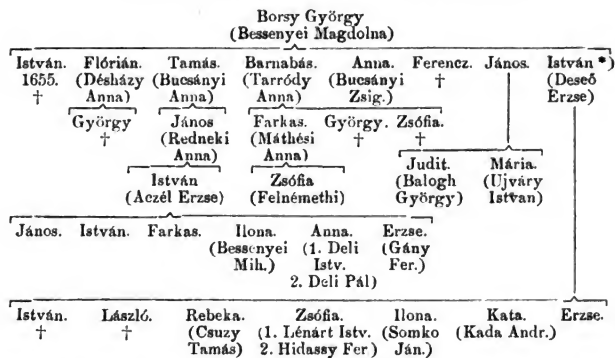 Borsy György
(Bessenyei Magdolna)
István. Flórián. Tamás. Barnabás. Anna. Ferencz. János. István *)
1655. (Désházy (Bucsányi (Tarródy (Bucsányi † (Deseő
† Anna) Anna) Anna) Zsig.) Erzse)
György János Farkas. György. Zsófia.
† (Redneki (Máthési † †
Anna) Anna) Judit. Mária.
István Zsófia (Balogh (Ujváry
(Aczél Erzse) (Felnémethi) György) István)
János. István. Farkas. Ilona. Anna. Erzse.
(Bessenyei (1. Deli (Gány
Mih.) Istv. Fer.)
2. Deli Pál)
István. László. Rebeka. Zsófia. Ilona. Kata. Erzse.
† † (Csuzy (1. Lénárt Istv. (Somko (Kada Andr.)
Tamás) 2. Hidassy Fer) Ján.)